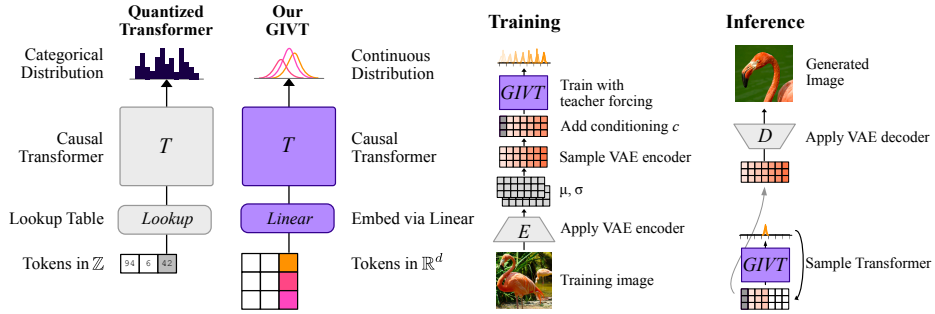 Quantized
Transformer
Our
GIVT
Categorical
Distribution
Continuous
Distribution
Causal
Transformer
T
T
Causal
Transformer
Lookup Table
Lookup
Linear
Embed via Linear
Tokens in ℤ
94 6 42
Tokens in ℝᵈ
Training
GIVT
Train with
teacher forcing
Add conditioning c
Sample VAE encoder
μ, σ
E
Apply VAE encoder
Training image
Inference
Generated
Image
D
Apply VAE decoder
GIVT
Sample Transformer